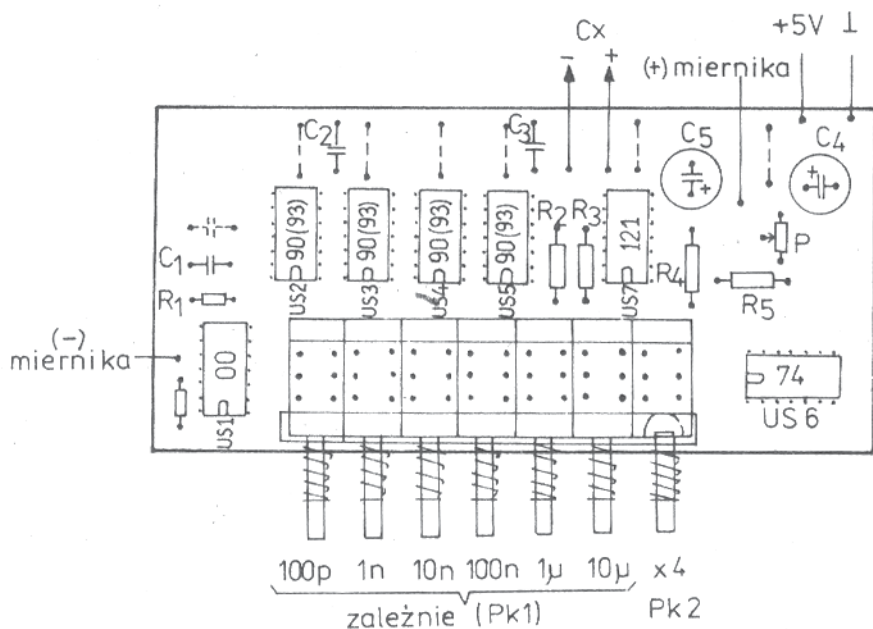 Cx
+5V ⊥
- +
(+) miernika
C2 C3 C5 C4
+ +
90(93) 90(93) 90(93) 90(93) 121
R2 R3
C1
P
R4
R5
R1
US2 US3 US4 US5 US7
(-)
miernika
00
74
US1
US 6
100p 1n 10n 100n 1µ 10µ x4
zależnie (Pk1) Pk2